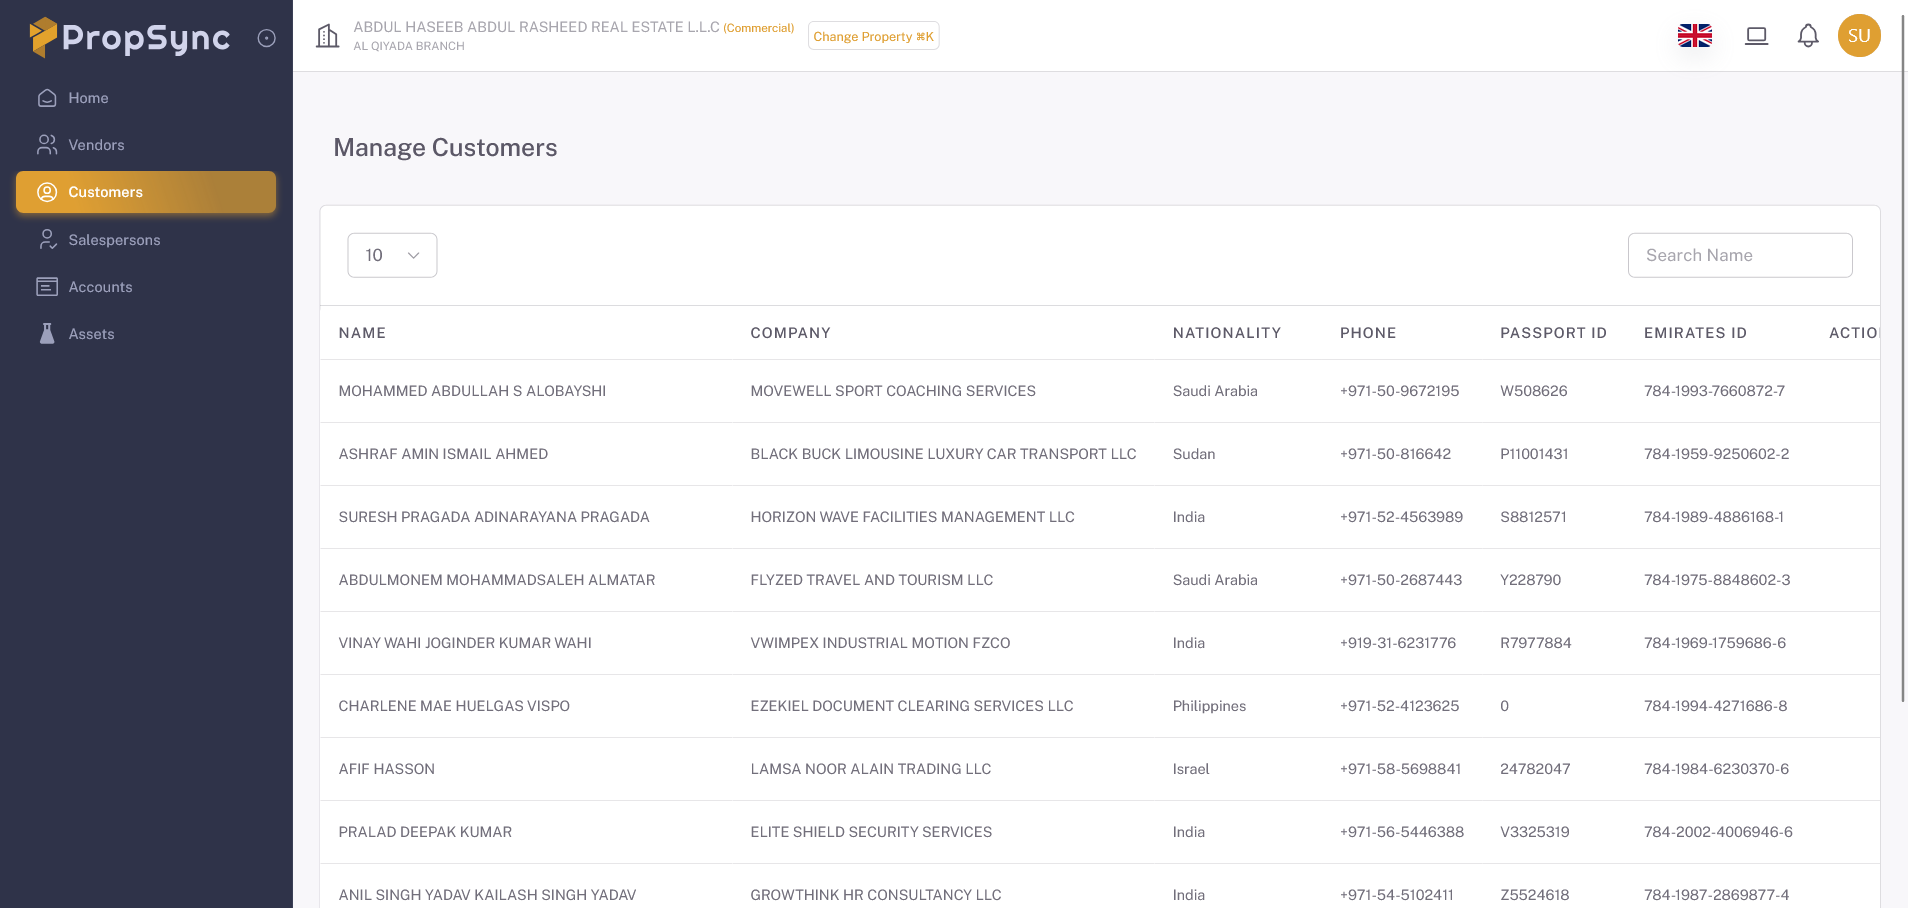 PropSync
ABDUL HASEEB ABDUL RASHEED REAL ESTATE L.L.C (Commercial)
AL QIYADA BRANCH
Change Property ⌘K
SU
Home
Vendors
Customers
Salespersons
Accounts
Assets
Manage Customers
10
Search Name
NAME COMPANY NATIONALITY PHONE PASSPORT ID EMIRATES ID ACTIO
MOHAMMED ABDULLAH S ALOBAYSHI MOVEWELL SPORT COACHING SERVICES Saudi Arabia +971-50-9672195 W508626 784-1993-7660872-7
ASHRAF AMIN ISMAIL AHMED BLACK BUCK LIMOUSINE LUXURY CAR TRANSPORT LLC Sudan +971-50-816642 P11001431 784-1959-9250602-2
SURESH PRAGADA ADINARAYANA PRAGADA HORIZON WAVE FACILITIES MANAGEMENT LLC India +971-52-4563989 S8812571 784-1989-4886168-1
ABDULMONEM MOHAMMADSALEH ALMATAR FLYZED TRAVEL AND TOURISM LLC Saudi Arabia +971-50-2687443 Y228790 784-1975-8848602-3
VINAY WAHI JOGINDER KUMAR WAHI VWIMPEX INDUSTRIAL MOTION FZCO India +919-31-6231776 R7977884 784-1969-1759686-6
CHARLENE MAE HUELGAS VISPO EZEKIEL DOCUMENT CLEARING SERVICES LLC Philippines +971-52-4123625 0 784-1994-4271686-8
AFIF HASSON LAMSA NOOR ALAIN TRADING LLC Israel +971-58-5698841 24782047 784-1984-6230370-6
PRALAD DEEPAK KUMAR ELITE SHIELD SECURITY SERVICES India +971-56-5446388 V3325319 784-2002-4006946-6
ANIL SINGH YADAV KAILASH SINGH YADAV GROWTHINK HR CONSULTANCY LLC India +971-54-5102411 Z5524618 784-1987-2869877-4